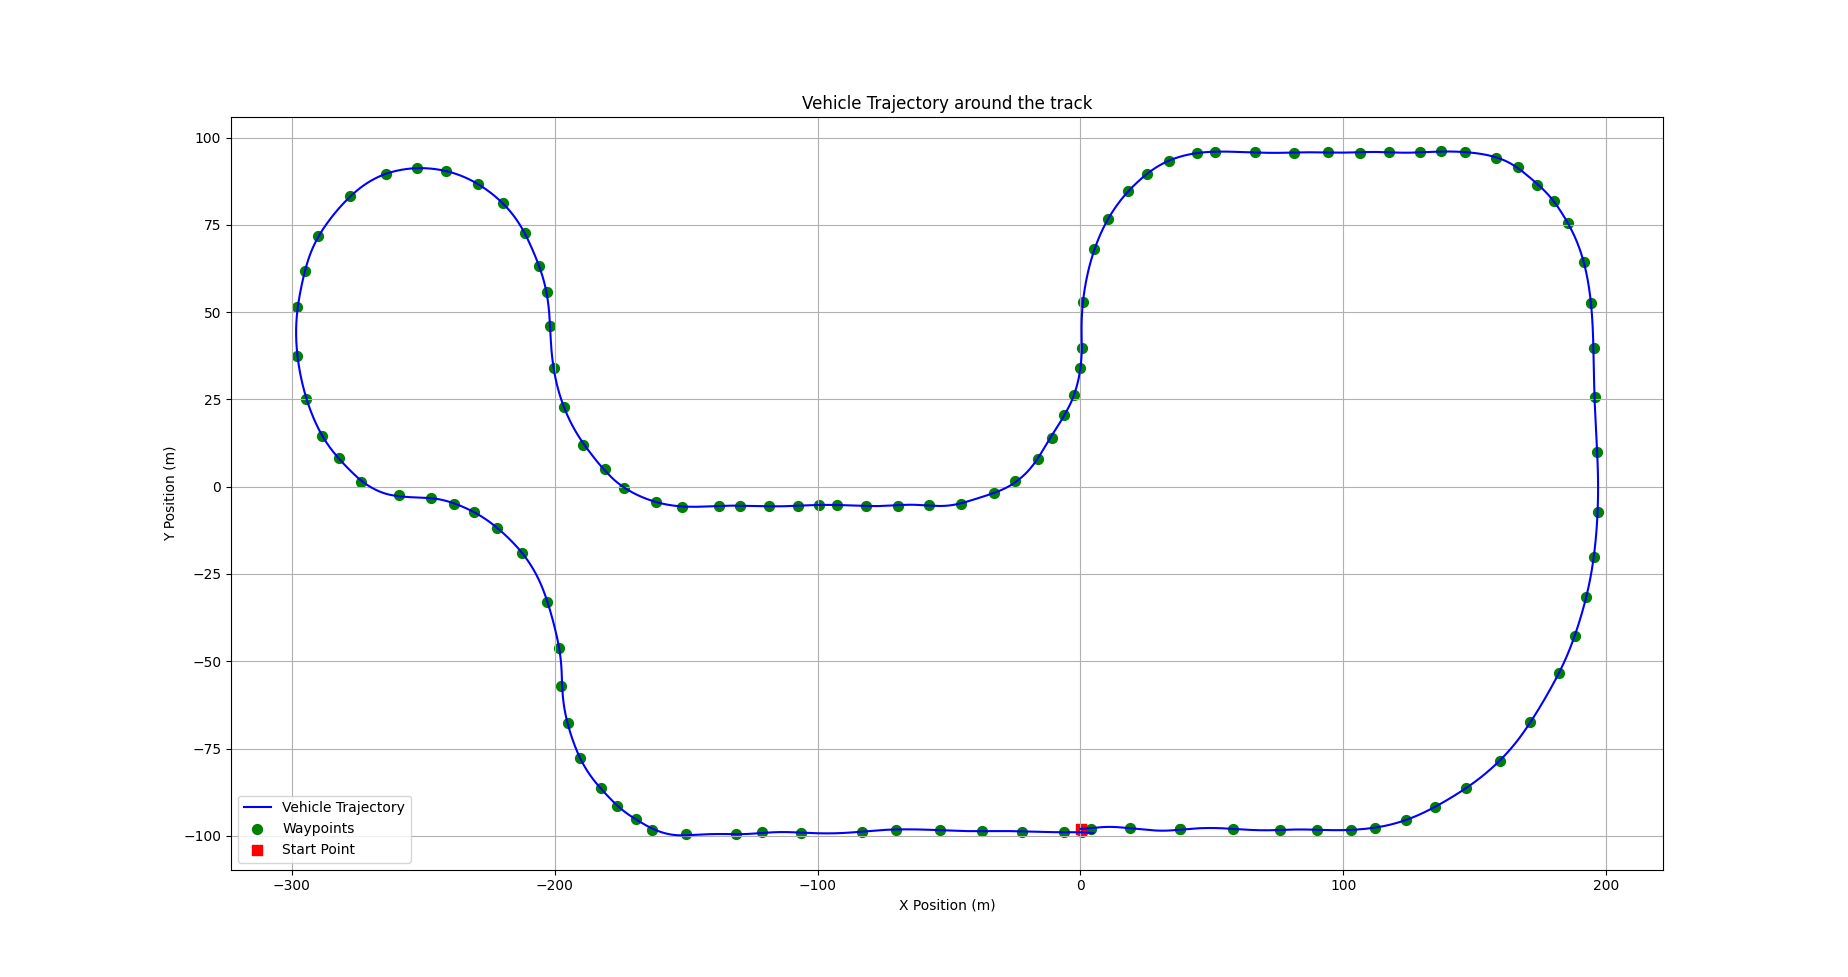 Vehicle Trajectory around the track
100
75
50
25
0
−25
−50
−75
−100
Y Position (m)
Vehicle Trajectory
Waypoints
Start Point
−300
−200
−100
0
100
200
X Position (m)